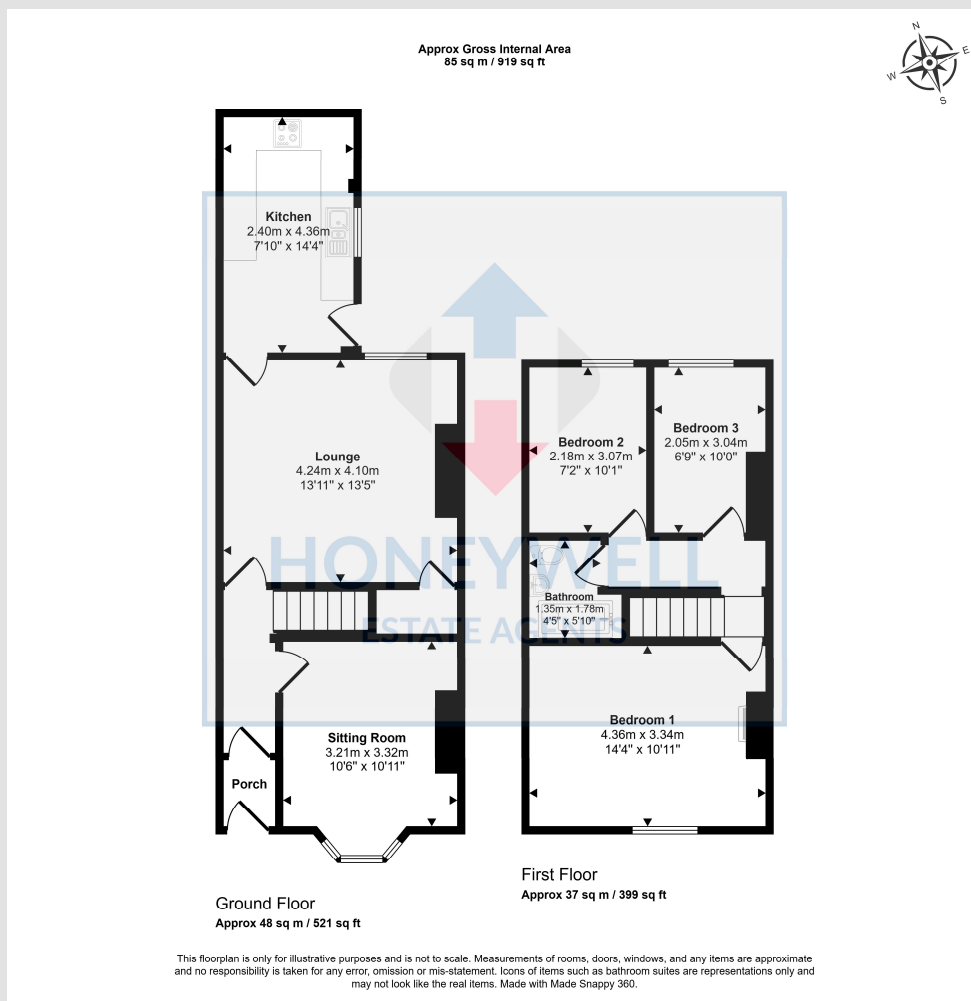 Approx Gross Internal Area
85 sq m / 919 sq ft
N
E
W
S
Kitchen
2.40m x 4.36m
7'10" x 14'4"
Lounge
4.24m x 4.10m
13'11" x 13'5"
Bedroom 2
2.18m x 3.07m
7'2" x 10'1"
Bedroom 3
2.05m x 3.04m
6'9" x 10'0"
HONEYWELL
ESTATE AGENTS
Bathroom
1.35m x 1.78m
4'5" x 5'10"
Sitting Room
3.21m x 3.32m
10'6" x 10'11"
Porch
Bedroom 1
4.36m x 3.34m
14'4" x 10'11"
Ground Floor
Approx 48 sq m / 521 sq ft
First Floor
Approx 37 sq m / 399 sq ft
This floorplan is only for illustrative purposes and is not to scale. Measurements of rooms, doors, windows, and any items are approximate
and no responsibility is taken for any error, omission or mis-statement. Icons of items such as bathroom suites are representations only and
may not look like the real items. Made with Made Snappy 360.